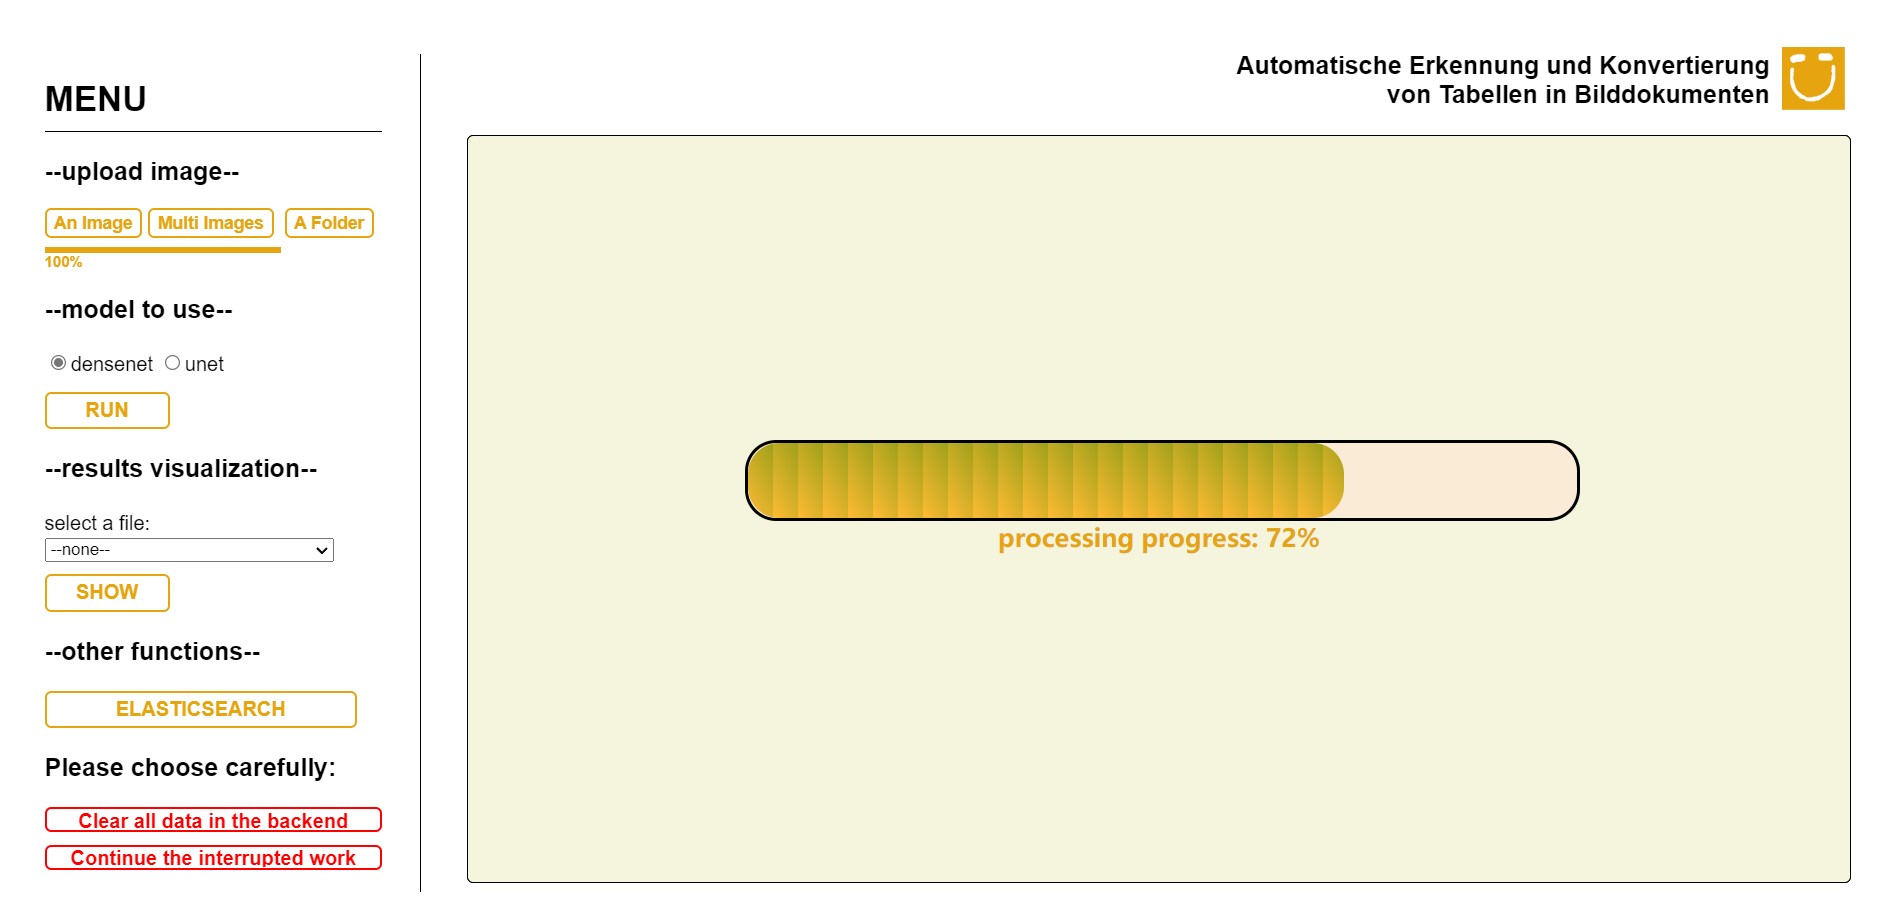 MENU
--upload image--
An Image Multi Images A Folder
100%
--model to use--
densenet unet
RUN
--results visualization--
select a file:
--none--
SHOW
--other functions--
ELASTICSEARCH
Please choose carefully:
Clear all data in the backend
Continue the interrupted work
Automatische Erkennung und Konvertierung
von Tabellen in Bilddokumenten
processing progress: 72%